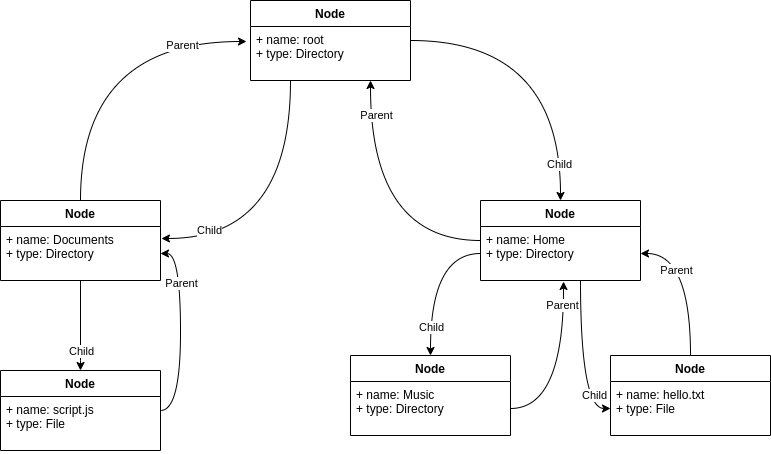 Node
+ name: root
+ type: Directory
Parent
Parent
Child
Child
Node
+ name: Documents
+ type: Directory
Node
+ name: Home
+ type: Directory
Parent
Parent
Parent
Child
Child
Child
Node
+ name: script.js
+ type: File
Node
+ name: Music
+ type: Directory
Node
+ name: hello.txt
+ type: File